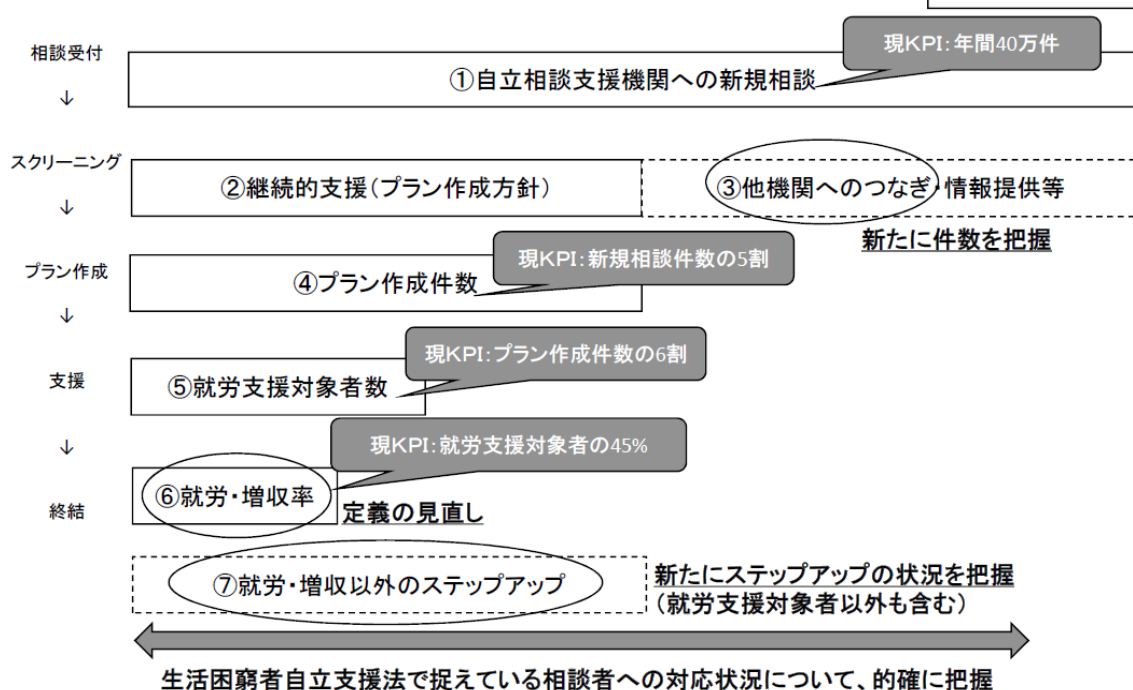 現KPI:年間40万件
相談受付
①自立相談支援機関への新規相談
↓
スクリーニング
②継続的支援(プラン作成方針)
③他機関へのつなぎ・情報提供等
↓
新たに件数を把握
現KPI:新規相談件数の5割
プラン作成
④プラン作成件数
↓
現KPI:プラン作成件数の6割
支援
⑤就労支援対象者数
↓
現KPI:就労支援対象者の45%
⑥就労・増収率
終結
定義の見直し
⑦就労・増収以外のステップアップ
新たにステップアップの状況を把握
(就労支援対象者以外も含む)
生活困窮者自立支援法で捉えている相談者への対応状況について、的確に把握